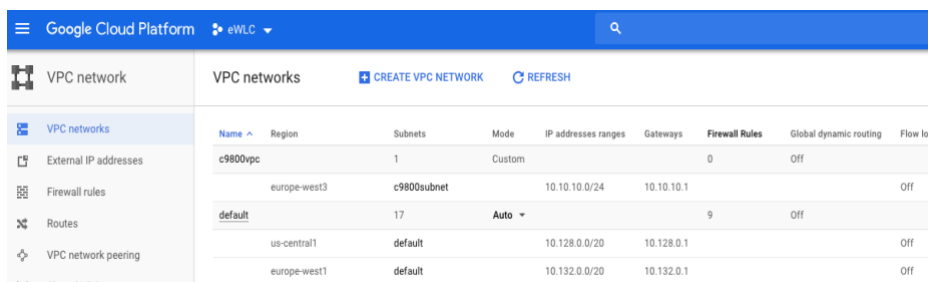 Google Cloud Platform eWLC
VPC network VPC networks CREATE VPC NETWORK REFRESH
VPC networks
External IP addresses
Firewall rules
Routes
VPC network peering
Name Region Subnets Mode IP addresses ranges Gateways Firewall Rules Global dynamic routing Flow lo
c9800vpc 1 Custom 0 Off
europe-west3 c9800subnet 10.10.10.0/24 10.10.10.1 Off
default 17 Auto 9 Off
us-central1 default 10.128.0.0/20 10.128.0.1 Off
europe-west1 default 10.132.0.0/20 10.132.0.1 Off